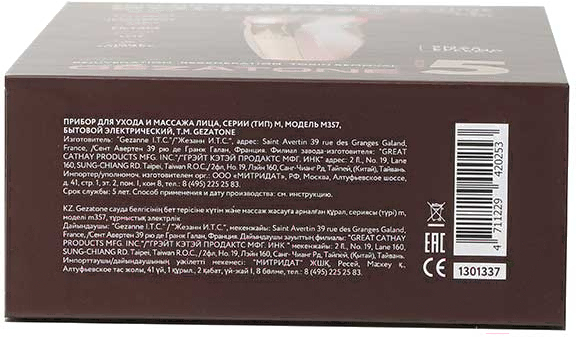 GEZATONE 5
ПРИБОР ДЛЯ УХОДА И МАССАЖА ЛИЦА, СЕРИИ (ТИП) М, МОДЕЛЬ М357,
БЫТОВОЙ ЭЛЕКТРИЧЕСКИЙ, Т.М. GEZATONE
Изготовитель: "Gezanne I.T.C."/"Жезанн И.Т.С.", адрес: Saint Avertin 39 rue des Granges Galand,
France, /Сент Авертен 39 рю де Гранж Галан, Франция. Филиал завода-изготовителя: "GREAT
CATHAY PRODUCTS MFG. INC."/"ГРЭЙТ КЭТЭЙ ПРОДАКТС МФГ. ИНК" адрес: 2 fl., No. 19, Lane
160, SUNG-CHIANG RD. Taipei, Taiwan R.O.C./2фл. No. 19, Лэйн 160, Санг-Чианг Рд, Тайпей, (Китай), Тайвань.
Импортер/уполномоч. изготовителем орг.: "МИТРИДАТ", РФ, Москва, Алтуфьевское шоссе,
д. 41, стр. 1, эт. 2, пом. I, ком 8, тел. 8 (495) 225 25 83.
Срок службы: 5 лет. Способ применения и дату производства: см. инструкцию.
KZ. Gezatone сауда белгісінің бет терісіне күтім және массаж жасауға арналған құрал, сериясы (түрі) m,
моделі m357, тұрмыстық электрлік
Дайындаушы: "Gezanne I.T.C." / "Жезанн И.Т.С.", мекенжайы: Saint Avertin 39 rue des Granges Galand,
France/ Сент Авертен 39 рю де Гранж Галан, Франция. Дайындаушы зауытның филиалы: "GREAT CATHAY
PRODUCTS MFG. INC."/"ГРЭЙТ КЭТЭЙ ПРОДАКТС МФГ. ИНК " мекенжайы: 2 fl., No. 19, Lane 160,
SUNG-CHIANG RD. Taipei, Taiwan R.O.C., /2фл., No. 19, Лэйн 160, Санг-Чианг Рд, Тайпей, (Китай), Тайвань.
Импорттаушы/дайындаушының уәкілетті мекемесі: "МИТРИДАТ" ЖШҚ, Ресей, Мәскеу қ.,
Алтуфьевское тас жолы, 41 үй, 1 құрыл., 2 қабат, үй-жай I, 8 бөлме, тел.: 8 (495) 225 25 83.
4 711229 420253
EAC
CE
1301337